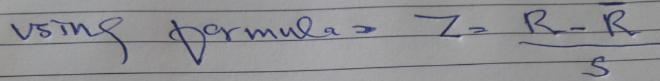 using formula = Z = R - R̅
S